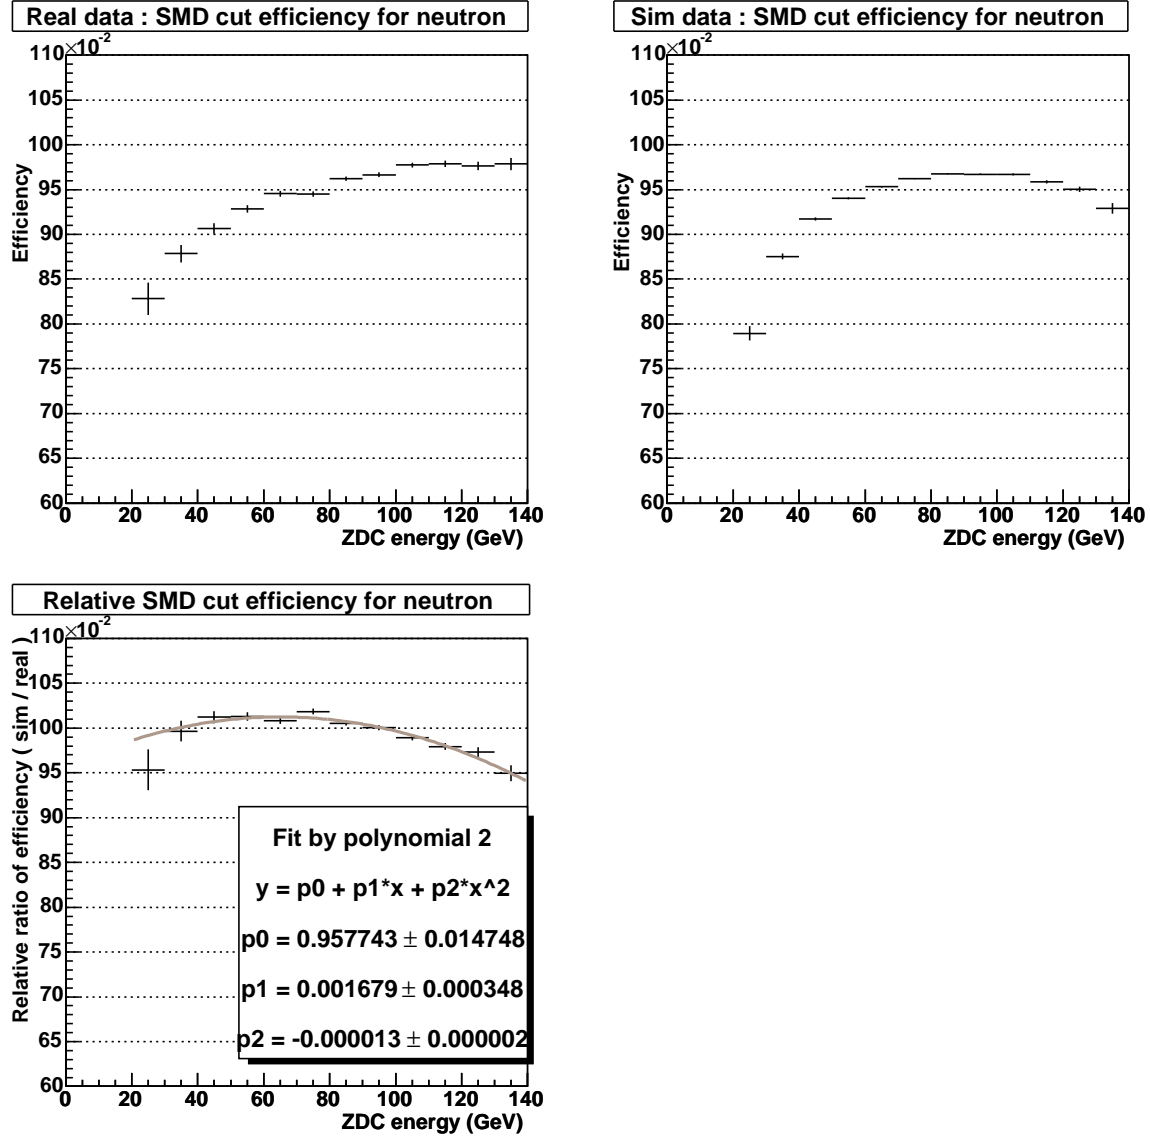 Real data : SMD cut efficiency for neutron
110×10^-2
105
100
95
90
85
80
75
70
65
60
Efficiency
0 20 40 60 80 100 120 140
ZDC energy (GeV)
Sim data : SMD cut efficiency for neutron
110×10^-2
105
100
95
90
85
80
75
70
65
60
Efficiency
0 20 40 60 80 100 120 140
ZDC energy (GeV)
Relative SMD cut efficiency for neutron
110×10^-2
105
100
95
90
85
80
75
70
65
60
Relative ratio of efficiency ( sim / real )
Fit by polynomial 2
y = p0 + p1*x + p2*x^2
p0 = 0.957743 ± 0.014748
p1 = 0.001679 ± 0.000348
p2 = -0.000013 ± 0.000002
0 20 40 60 80 100 120 140
ZDC energy (GeV)